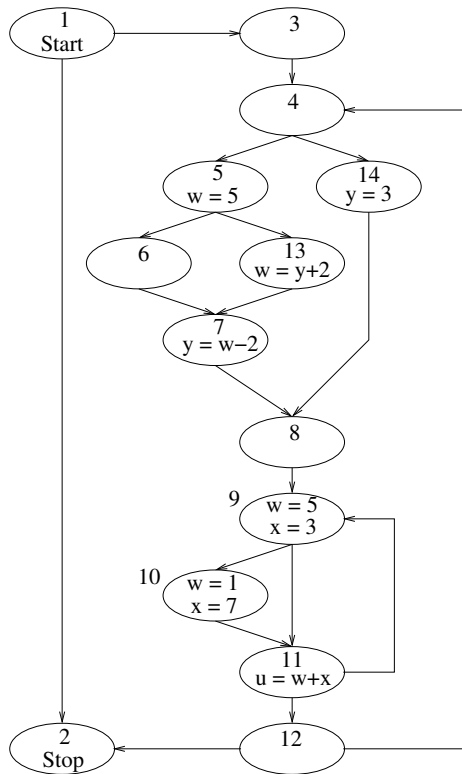 1
Start
3
4
5
w = 5
14
y = 3
6
13
w = y+2
7
y = w−2
8
9
w = 5
x = 3
10
w = 1
x = 7
11
u = w+x
2
Stop
12